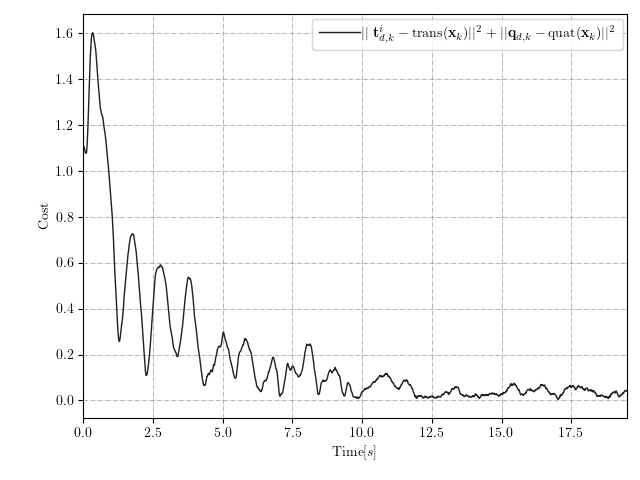 || t^i_{d,k} − trans(x_k)||^2 + ||q_{d,k} − quat(x_k)||^2
1.6
1.4
1.2
1.0
0.8
0.6
0.4
0.2
0.0
Cost
0.0 2.5 5.0 7.5 10.0 12.5 15.0 17.5
Time[s]